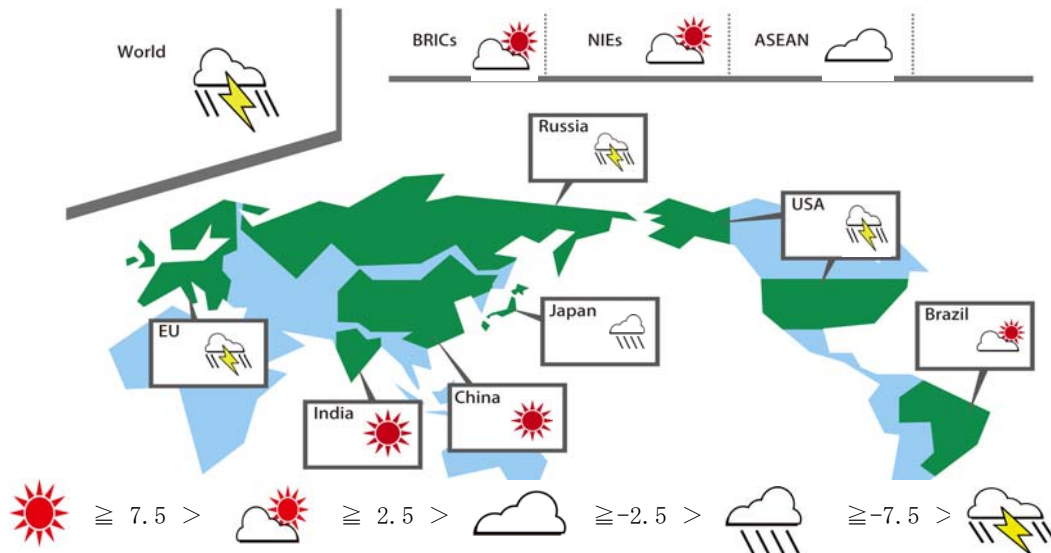 World
BRICs
NIEs
ASEAN
Russia
USA
Japan
Brazil
EU
India
China
≧ 7.5 > ≧ 2.5 > ≧-2.5 > ≧-7.5 >